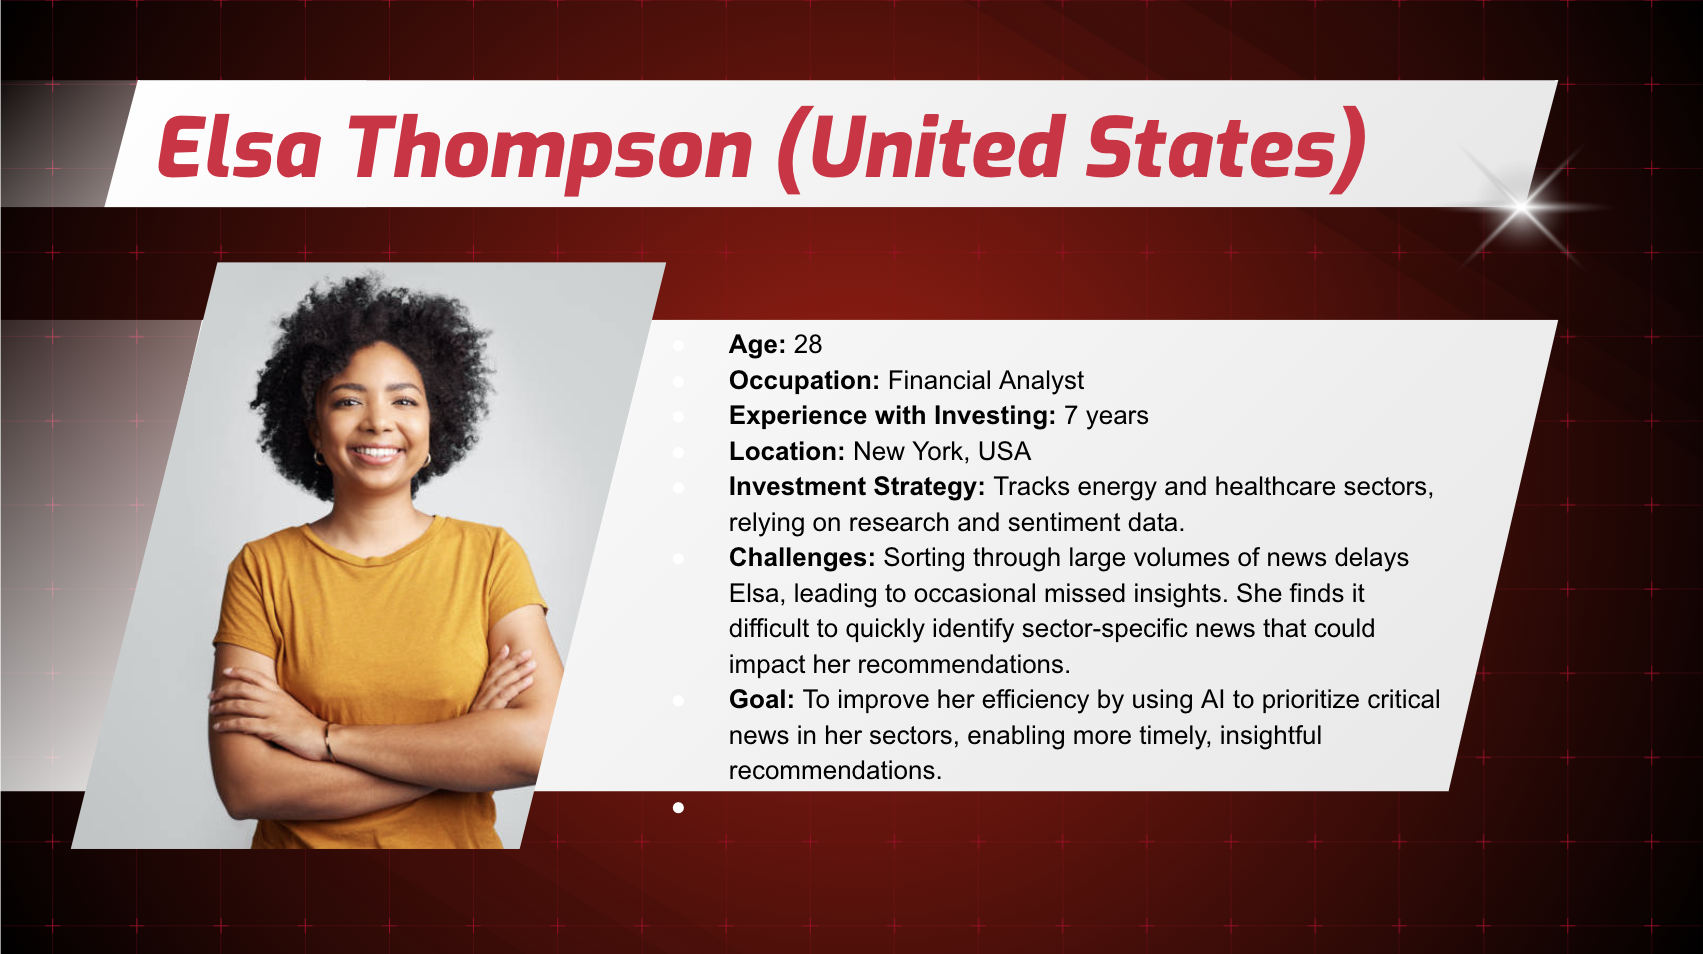 Elsa Thompson (United States)
Age: 28
Occupation: Financial Analyst
Experience with Investing: 7 years
Location: New York, USA
Investment Strategy: Tracks energy and healthcare sectors,
relying on research and sentiment data.
Challenges: Sorting through large volumes of news delays
Elsa, leading to occasional missed insights. She finds it
difficult to quickly identify sector-specific news that could
impact her recommendations.
Goal: To improve her efficiency by using AI to prioritize critical
news in her sectors, enabling more timely, insightful
recommendations.